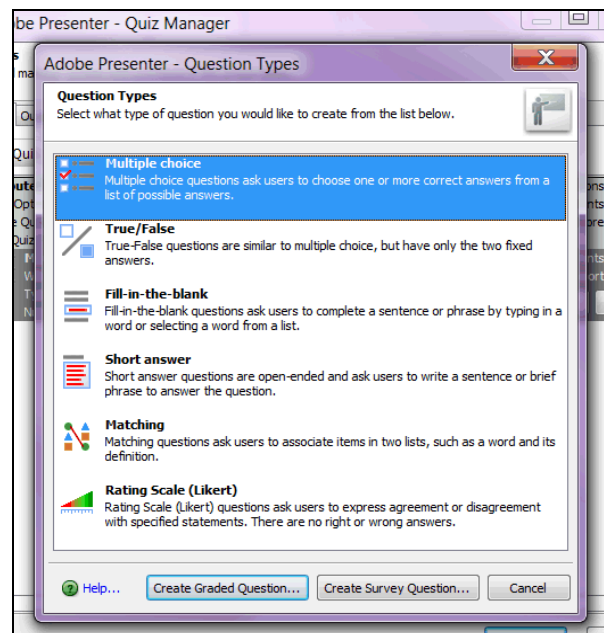 be Presenter - Quiz Manager
Adobe Presenter - Question Types
Question Types
Select what type of question you would like to create from the list below.
Multiple choice
Multiple choice questions ask users to choose one or more correct answers from a
list of possible answers.
True/False
True-False questions are similar to multiple choice, but have only the two fixed
answers.
Fill-in-the-blank
Fill-in-the-blank questions ask users to complete a sentence or phrase by typing in a
word or selecting a word from a list.
Short answer
Short answer questions are open-ended and ask users to write a sentence or brief
phrase to answer the question.
Matching
Matching questions ask users to associate items in two lists, such as a word and its
definition.
Rating Scale (Likert)
Rating Scale (Likert) questions ask users to express agreement or disagreement
with specified statements. There are no right or wrong answers.
Help... Create Graded Question... Create Survey Question... Cancel